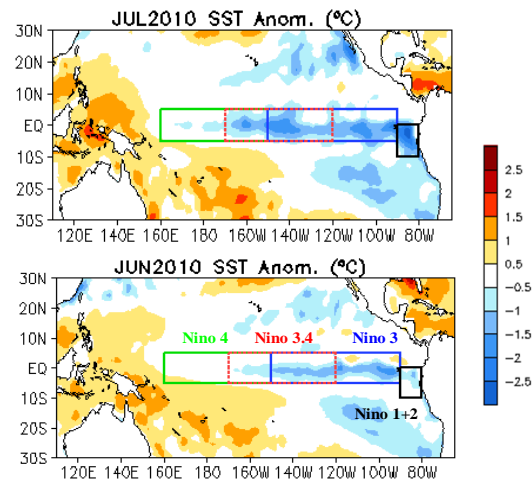 JUL2010 SST Anom. (ºC)
30N
20N
10N
EQ
10S
20S
30S
120E 140E 160E 180 160W 140W 120W 100W 80W
JUN2010 SST Anom. (ºC)
30N
20N
10N
EQ
10S
20S
30S
Nino 4 Nino 3.4 Nino 3
Nino 1+2
120E 140E 160E 180 160W 140W 120W 100W 80W
2.5
2
1.5
1
0.5
-0.5
-1
-1.5
-2
-2.5